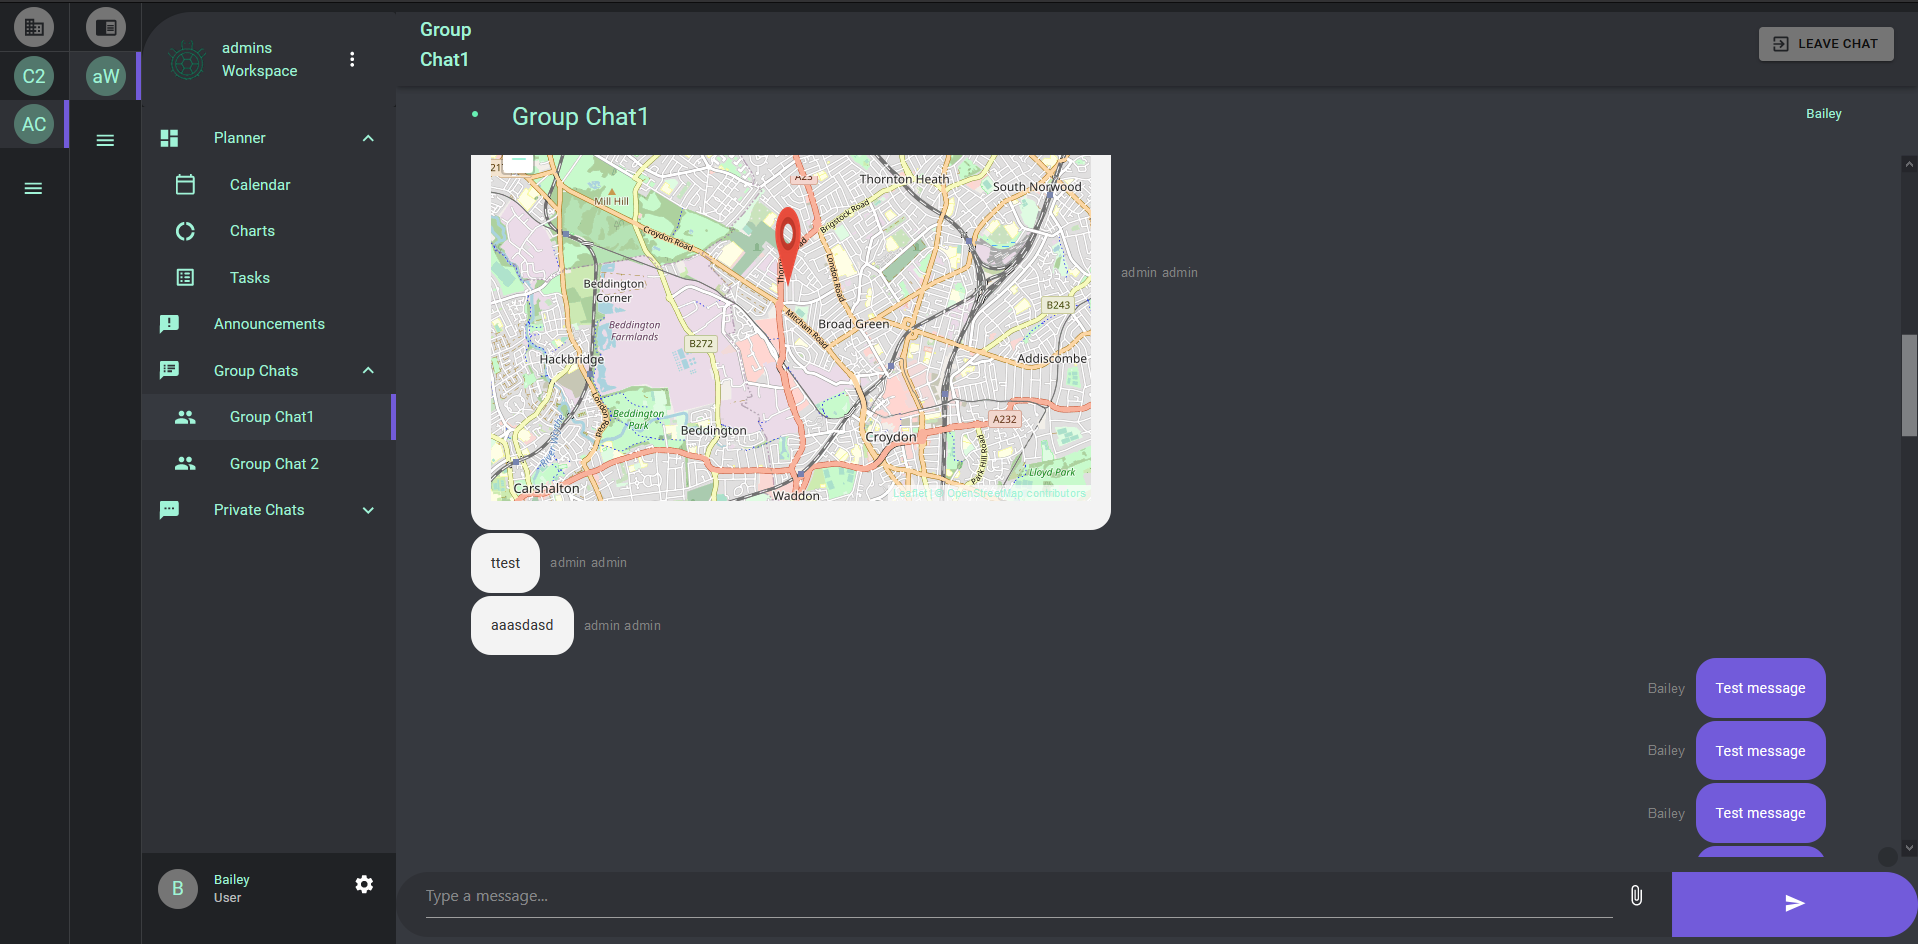 C2
AC
aW
admins
Workspace
Planner
Calendar
Charts
Tasks
Announcements
Group Chats
Group Chat1
Group Chat 2
Private Chats
B
Bailey
User
Group
Chat1
LEAVE CHAT
Group Chat1
Bailey
A23
Thornton Heath
South Norwood
Mill Hill
Brigstock Road
Croydon Road
London Road
Beddington
Corner
B243
Mitcham Road
Broad Green
Beddington
Farmlands
B272
Hackbridge
Addiscombe
London Road
Beddington
Park
A232
Beddington
Croydon
Park Hill Road
Lloyd Park
Carshalton
Waddon
Leaflet | © OpenStreetMap contributors
admin admin
ttest
admin admin
aaasdasd
admin admin
Bailey
Test message
Bailey
Test message
Bailey
Test message
Type a message...